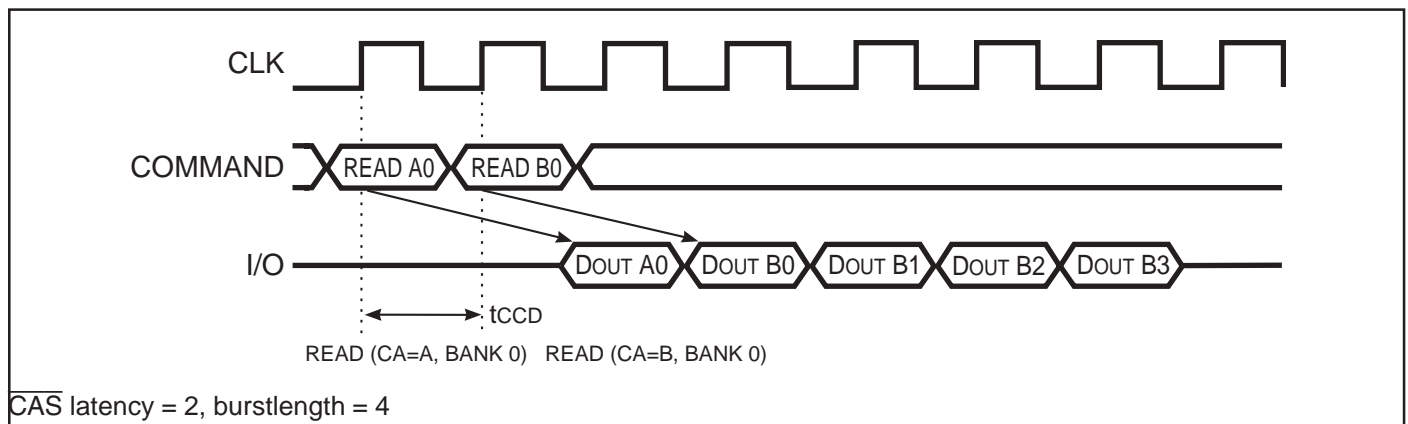 CLK
COMMAND READ A0 READ B0
I/O DOUT A0 DOUT B0 DOUT B1 DOUT B2 DOUT B3
tCCD
READ (CA=A, BANK 0) READ (CA=B, BANK 0)
CAS latency = 2, burstlength = 4